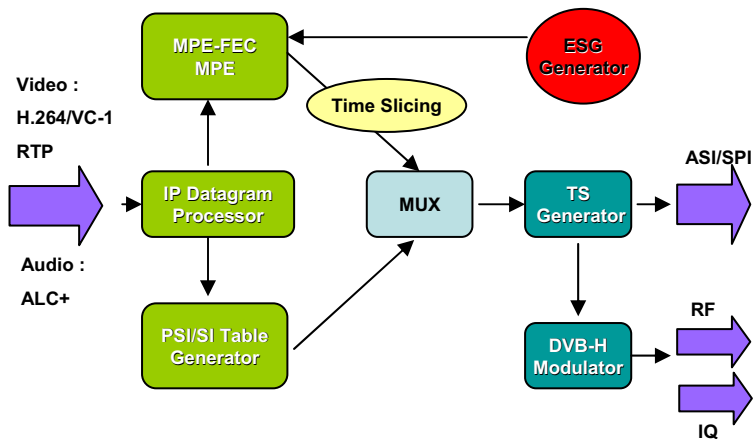 MPE-FEC
MPE
ESG
Generator
Video :
H.264/VC-1
RTP
Time Slicing
ASI/SPI
IP Datagram
Processor
MUX
TS
Generator
Audio :
ALC+
PSI/SI Table
Generator
RF
DVB-H
Modulator
IQ